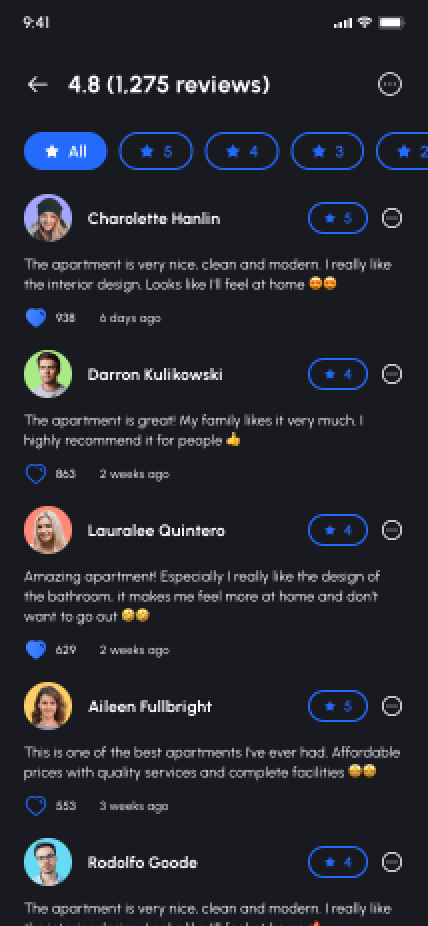 9:41
4.8 (1,275 reviews)
All 5 4 3 2
Charolette Hanlin 5
The apartment is very nice, clean and modern. I really like
the interior design. Looks like I'll feel at home 😍😍
938 6 days ago
Darron Kulikowski 4
The apartment is great! My family likes it very much. I
highly recommend it for people 👍
863 2 weeks ago
Lauralee Quintero 4
Amazing apartment! Especially I really like the design of
the bathroom, it makes me feel more at home and don't
want to go out 🤣🤣
629 2 weeks ago
Aileen Fullbright 5
This is one of the best apartments I've ever had. Affordable
prices with quality services and complete facilities 🤩🤩
553 3 weeks ago
Rodolfo Goode 4
The apartment is very nice, clean and modern. I really like